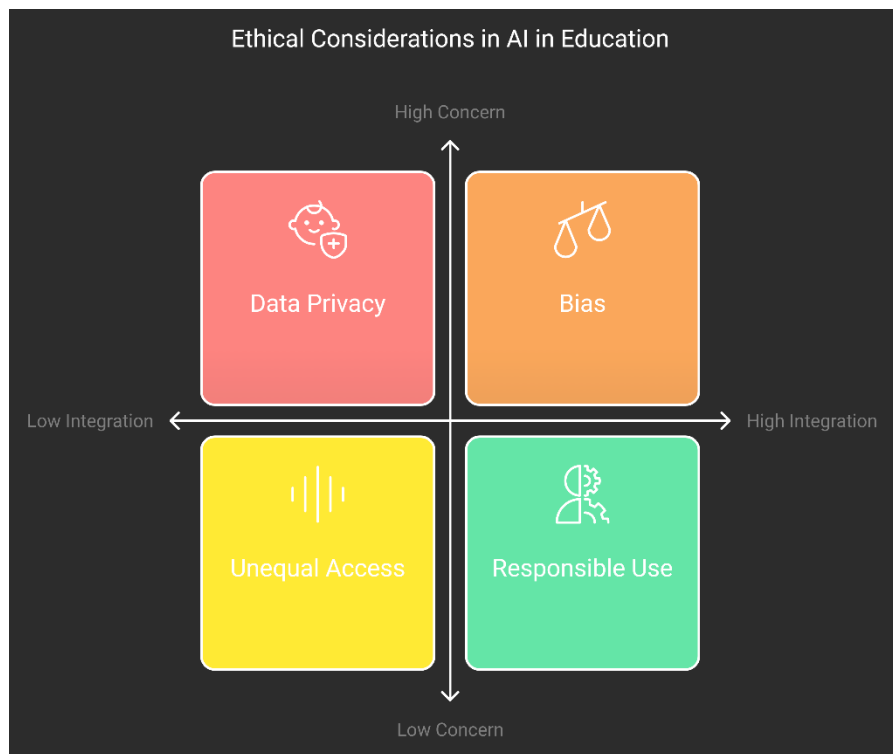 Ethical Considerations in AI in Education
High Concern
Data Privacy
Bias
Low Integration
High Integration
Unequal Access
Responsible Use
Low Concern